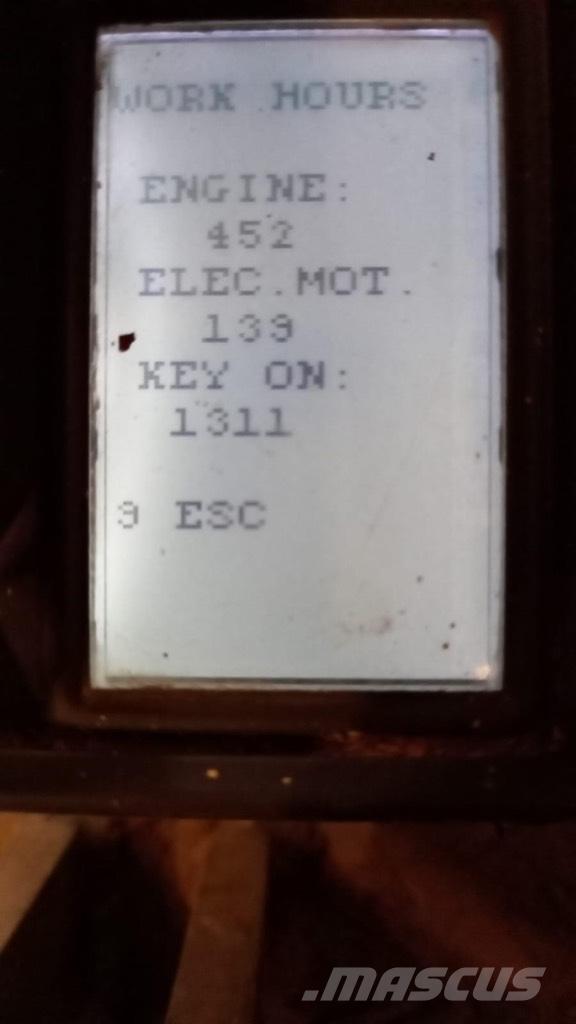 WORK HOURS
ENGINE:
452
ELEC.MOT.
139
KEY ON:
1311
9 ESC
.MASCUS